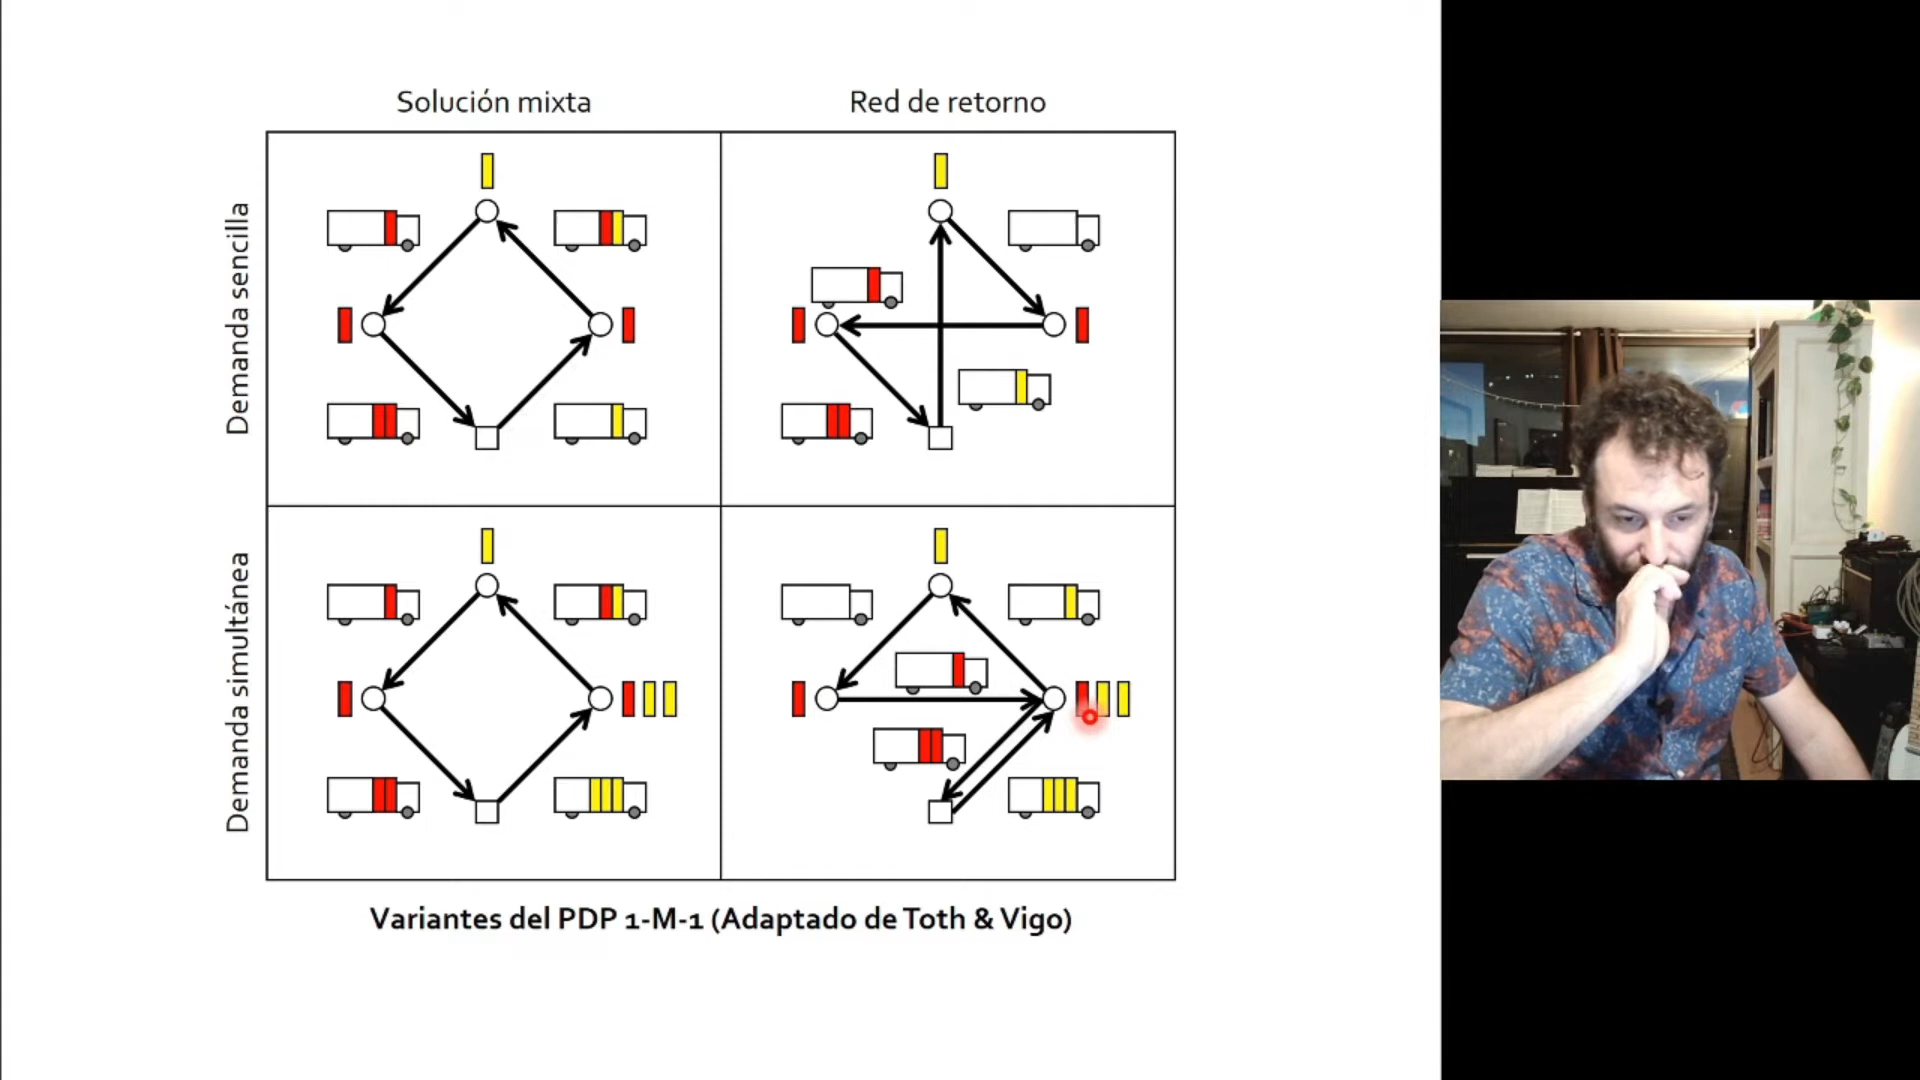 Solución mixta
Red de retorno
Demanda sencilla
Demanda simultánea
Variantes del PDP 1-M-1 (Adaptado de Toth & Vigo)